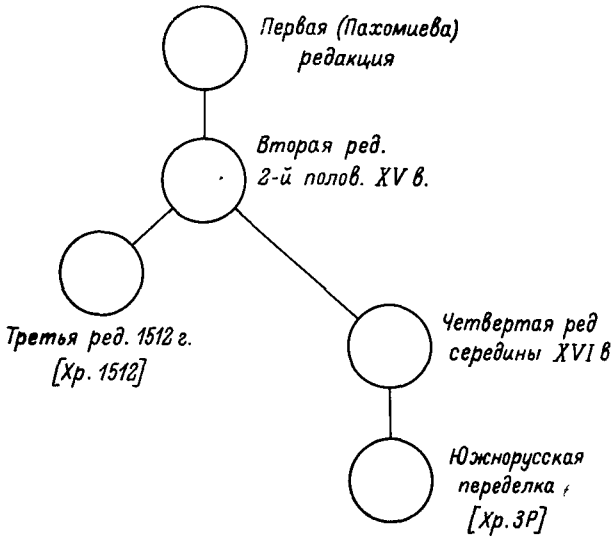 Первая (Пахомиева)
редакция
Вторая ред.
2-й полов. XV в.
Третья ред. 1512 г.
[Хр. 1512]
Четвертая ред
середины XVI в
Южнорусская
переделка
[Хр. ЗР]